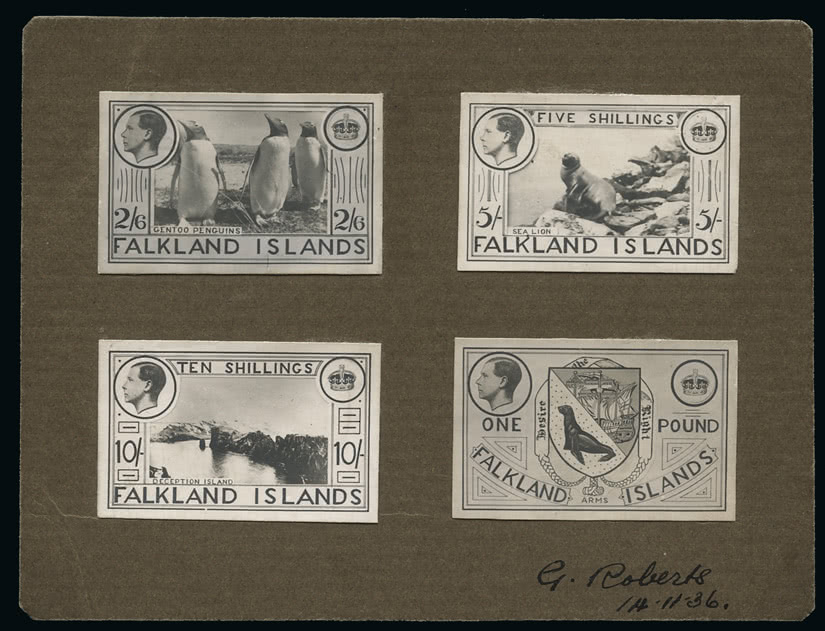 2/6 2/6
GENTOO PENGUINS
FALKLAND ISLANDS
FIVE SHILLINGS
5/- 5/-
SEA LION
FALKLAND ISLANDS
TEN SHILLINGS
10/- 10/-
DECEPTION ISLAND
FALKLAND ISLANDS
Desire the Right
ONE POUND
FALKLAND ISLANDS
ARMS
G. Roberts
14·11·36.